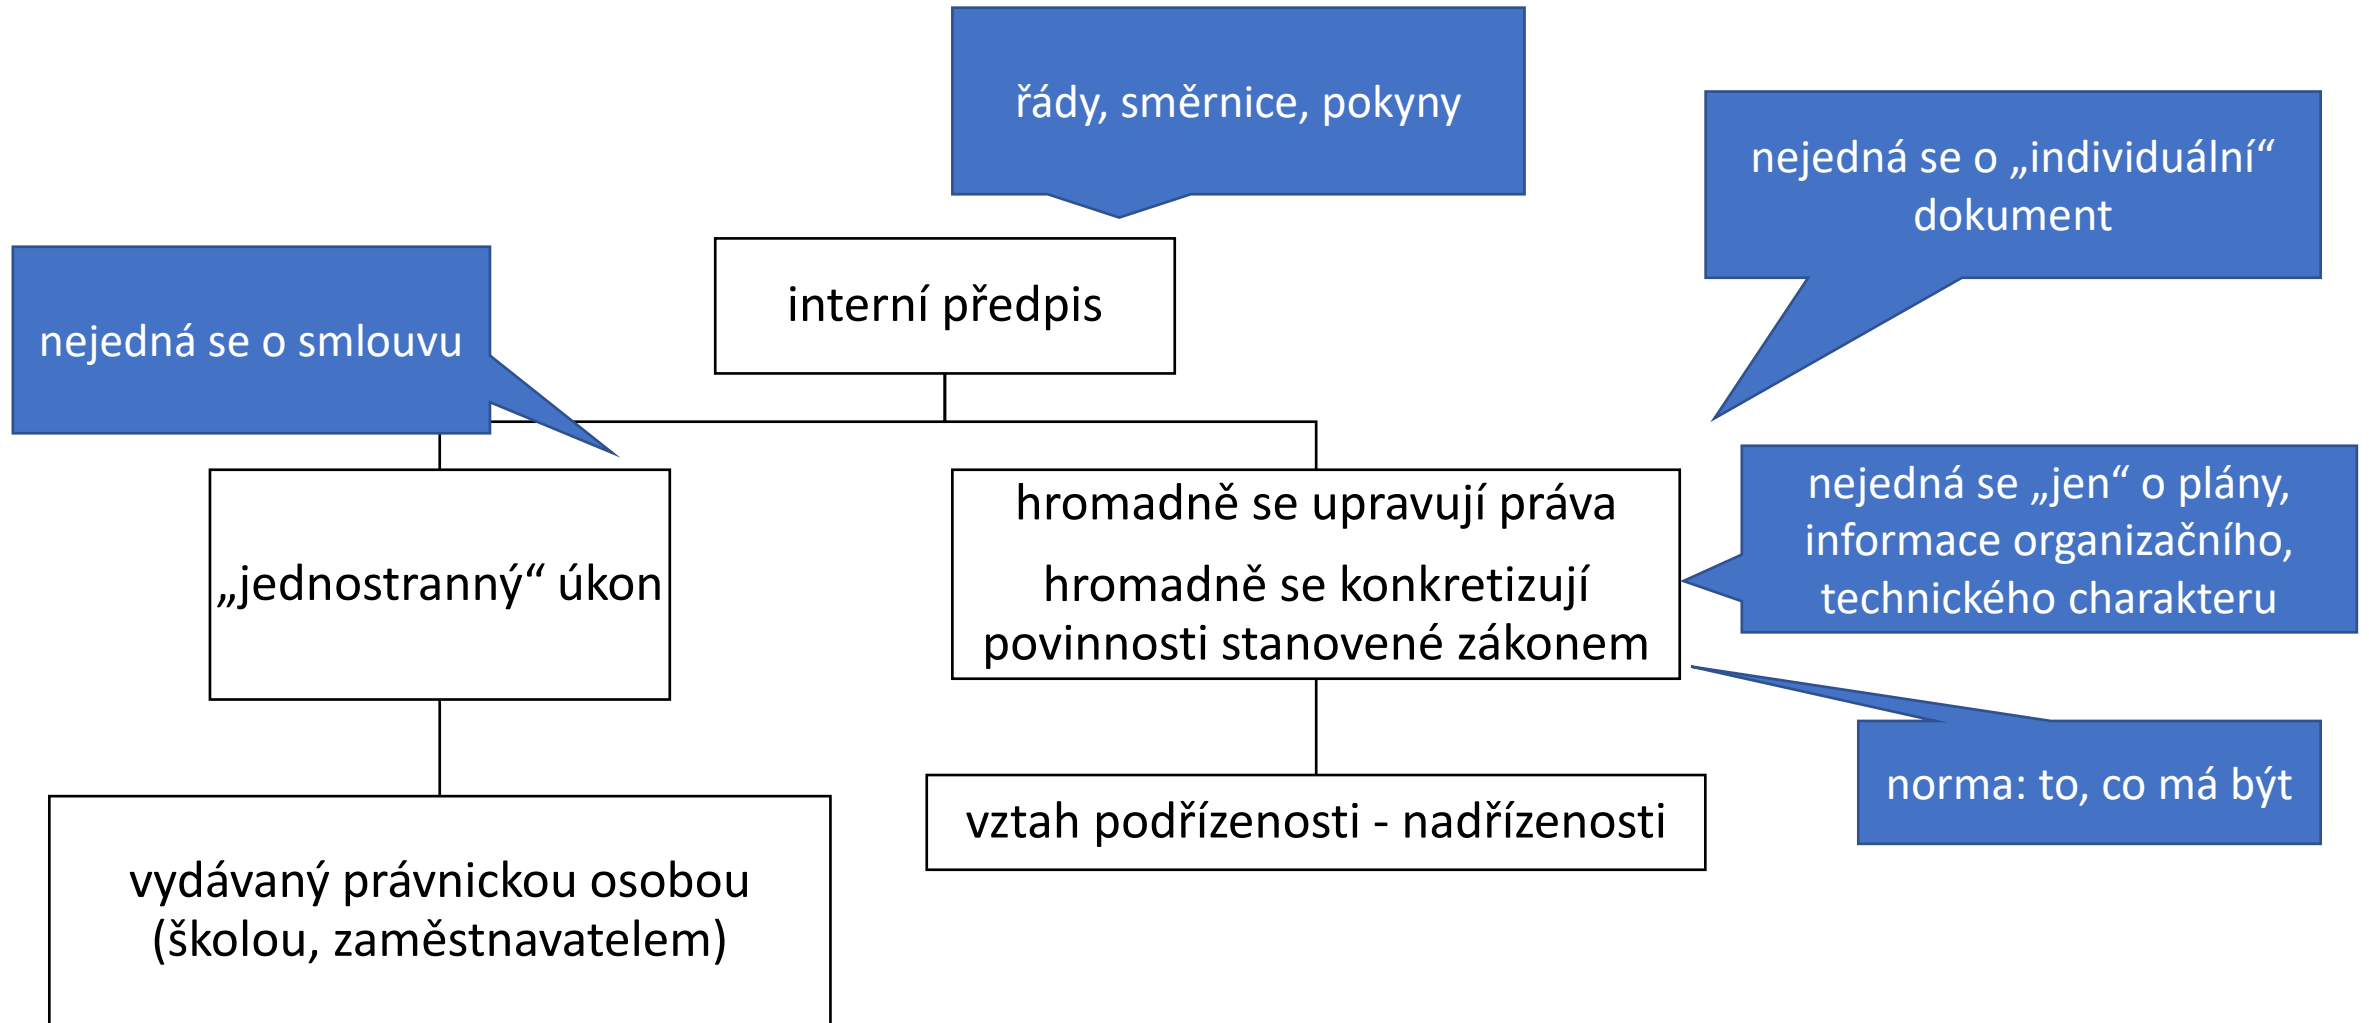 řády, směrnice, pokyny
nejedná se o „individuální“
dokument
interní předpis
nejedná se o smlouvu
„jednostranný“ úkon
hromadně se upravují práva
hromadně se konkretizují
povinnosti stanovené zákonem
nejedná se „jen“ o plány,
informace organizačního,
technického charakteru
norma: to, co má být
vztah podřízenosti - nadřízenosti
vydávaný právnickou osobou
(školou, zaměstnavatelem)